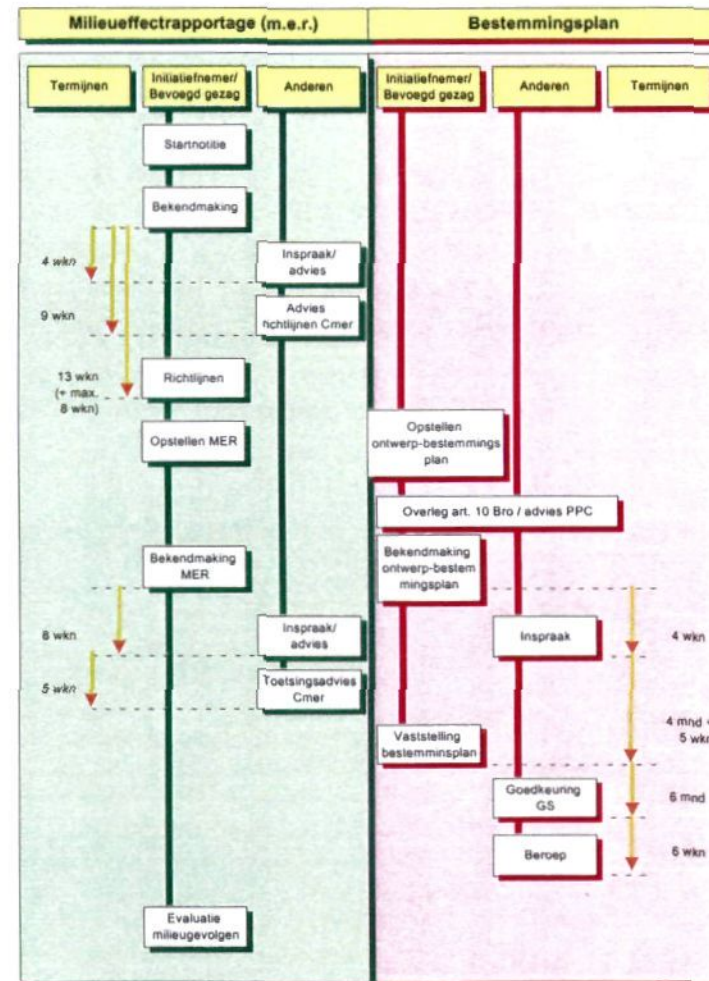 Milieueffectrapportage (m.e.r.)
Bestemmingsplan
Termijnen
Initiatiefnemer/
Bevoegd gezag
Anderen
Initiatiefnemer/
Bevoegd gezag
Anderen
Termijnen
Startnotitie
Bekendmaking
4 wkn
Inspraak/
advies
9 wkn
Advies
richtlijnen Cmer
13 wkn
(+ max.
8 wkn)
Richtlijnen
Opstellen MER
Opstellen
ontwerp-bestemmings
plan
Overleg art. 10 Bro / advies PPC
Bekendmaking
MER
Bekendmaking
ontwerp-bestem
mingsplan
8 wkn
Inspraak/
advies
Inspraak
4 wkn
5 wkn
Toetsingsadvies
Cmer
Vaststelling
bestemminsplan
4 mnd +
5 wkn
Goedkeuring
GS
6 mnd
Beroep
6 wkn
Evaluatie
milieugevolgen